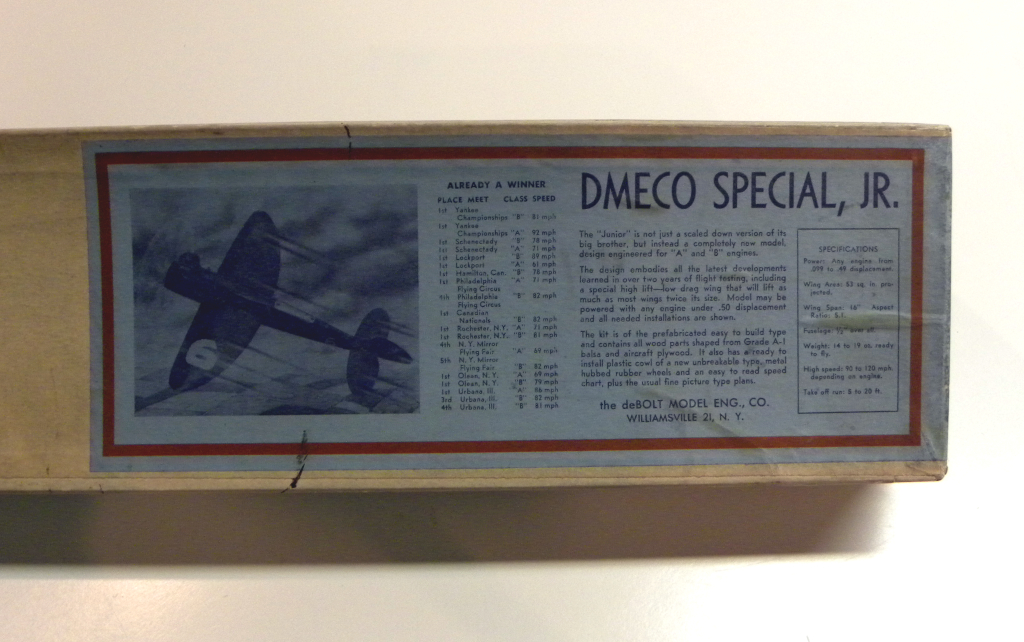 ALREADY A WINNER
PLACE MEET CLASS SPEED
1st Yankee
Championships "B" 81 mph
1st Yankee
Championships "A" 92 mph
1st Schenectady "B" 78 mph
1st Schenectady "A" 71 mph
1st Lockport "B" 89 mph
1st Lockport "A" 61 mph
1st Hamilton, Can. "B" 76 mph
1st Philadelphia "A" 71 mph
Flying Circus
4th Philadelphia "B" 82 mph
Flying Circus
1st Canadian
Nationals "B" 82 mph
1st Rochester, N.Y. "A" 71 mph
1st Rochester, N.Y. "B" 81 mph
4th N. Y. Mirror
Flying Fair "A" 69 mph
5th N. Y. Mirror
Flying Fair "B" 82 mph
1st Olean, N. Y. "A" 69 mph
1st Olean, N. Y. "B" 79 mph
1st Urbana, Ill. "A" 86 mph
3rd Urbana, Ill. "B" 82 mph
4th Urbana, Ill. "B" 81 mph
DMECO SPECIAL, JR.
The "Junior" is not just a scaled down version of its
big brother, but instead a completely new model,
design engineered for "A" and "B" engines.
The design embodies all the latest developments
learned in over two years of flight testing, including
a special high lift—low drag wing that will lift as
much as most wings twice its size. Model may be
powered with any engine under .50 displacement
and all needed installations are shown.
The kit is of the prefabricated easy to build type
and contains all wood parts shaped from Grade A-1
balsa and aircraft plywood. It also has a ready to
install plastic cowl of a new unbreakable type, metal
hubbed rubber wheels and an easy to read speed
chart, plus the usual fine picture type plans.
the deBOLT MODEL ENG., CO.
WILLIAMSVILLE 21, N. Y.
SPECIFICATIONS
Power: Any engine from
.099 to .49 displacement.
Wing Area: 53 sq. in. pro-
jected.
Wing Span: 16" Aspect
Ratio: 5.1.
Fuselage: over all.
Weight: 14 to 19 oz. ready
to fly.
High speed: 90 to 120 mph.
depending on engine.
Take off run: 5 to 20 ft.
6